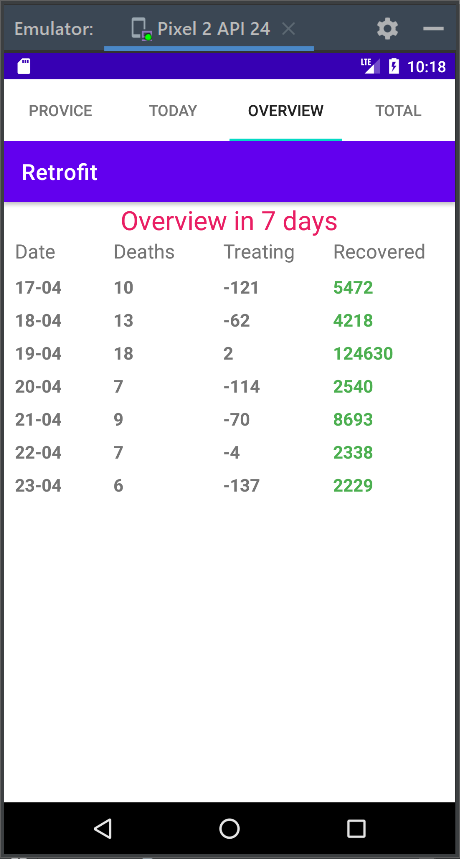 Emulator: Pixel 2 API 24
LTE 10:18
PROVICE TODAY OVERVIEW TOTAL
Retrofit
Overview in 7 days
Date Deaths Treating Recovered
17-04 10 -121 5472
18-04 13 -62 4218
19-04 18 2 124630
20-04 7 -114 2540
21-04 9 -70 8693
22-04 7 -4 2338
23-04 6 -137 2229